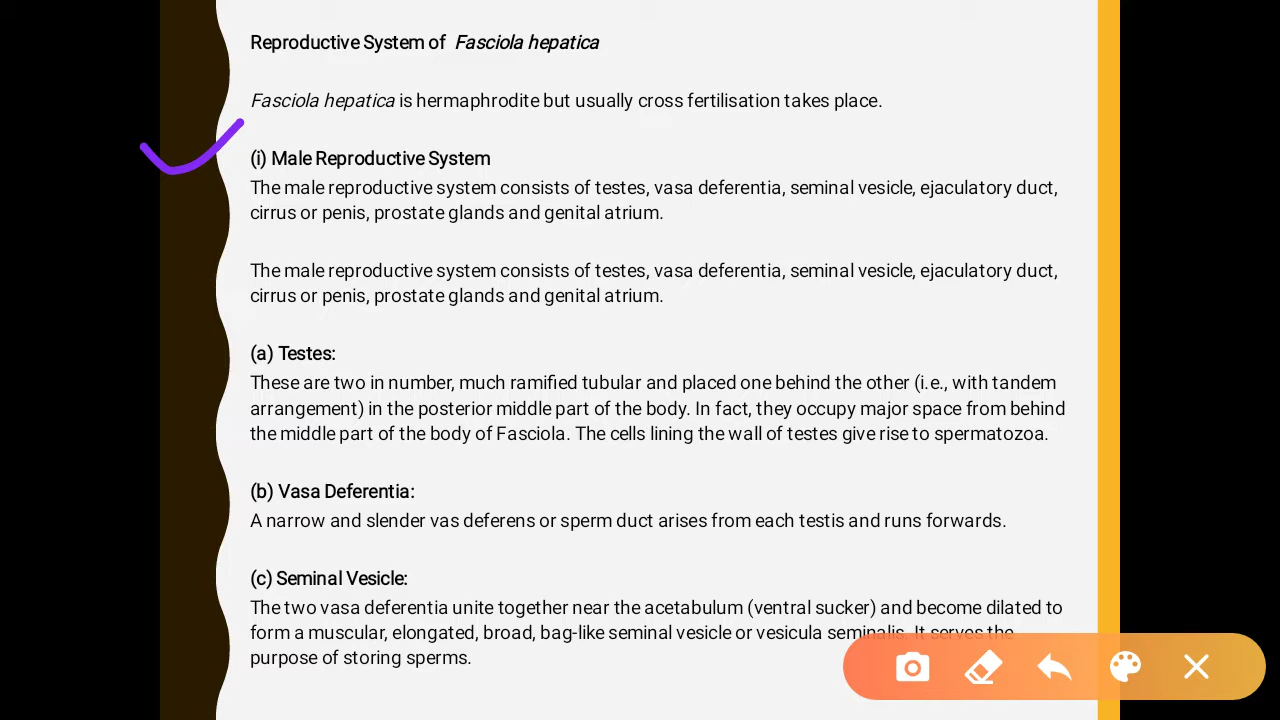 Reproductive System of Fasciola hepatica
Fasciola hepatica is hermaphrodite but usually cross fertilisation takes place.
(i) Male Reproductive System
The male reproductive system consists of testes, vasa deferentia, seminal vesicle, ejaculatory duct,
cirrus or penis, prostate glands and genital atrium.
The male reproductive system consists of testes, vasa deferentia, seminal vesicle, ejaculatory duct,
cirrus or penis, prostate glands and genital atrium.
(a) Testes:
These are two in number, much ramified tubular and placed one behind the other (i.e., with tandem
arrangement) in the posterior middle part of the body. In fact, they occupy major space from behind
the middle part of the body of Fasciola. The cells lining the wall of testes give rise to spermatozoa.
(b) Vasa Deferentia:
A narrow and slender vas deferens or sperm duct arises from each testis and runs forwards.
(c) Seminal Vesicle:
The two vasa deferentia unite together near the acetabulum (ventral sucker) and become dilated to
form a muscular, elongated, broad, bag-like seminal vesicle or vesicula seminalis. It serves the
purpose of storing sperms.